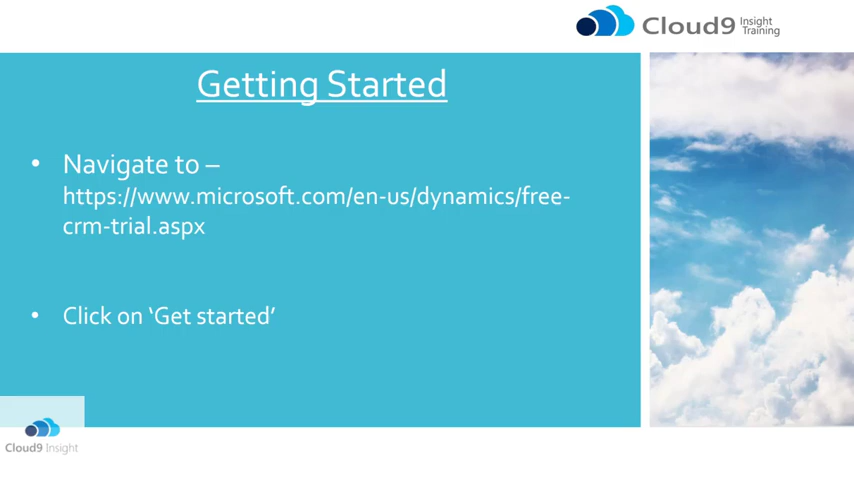 Cloud9 Insight Training
Getting Started
• Navigate to –
https://www.microsoft.com/en-us/dynamics/free-
crm-trial.aspx
• Click on ‘Get started’
Cloud9 Insight